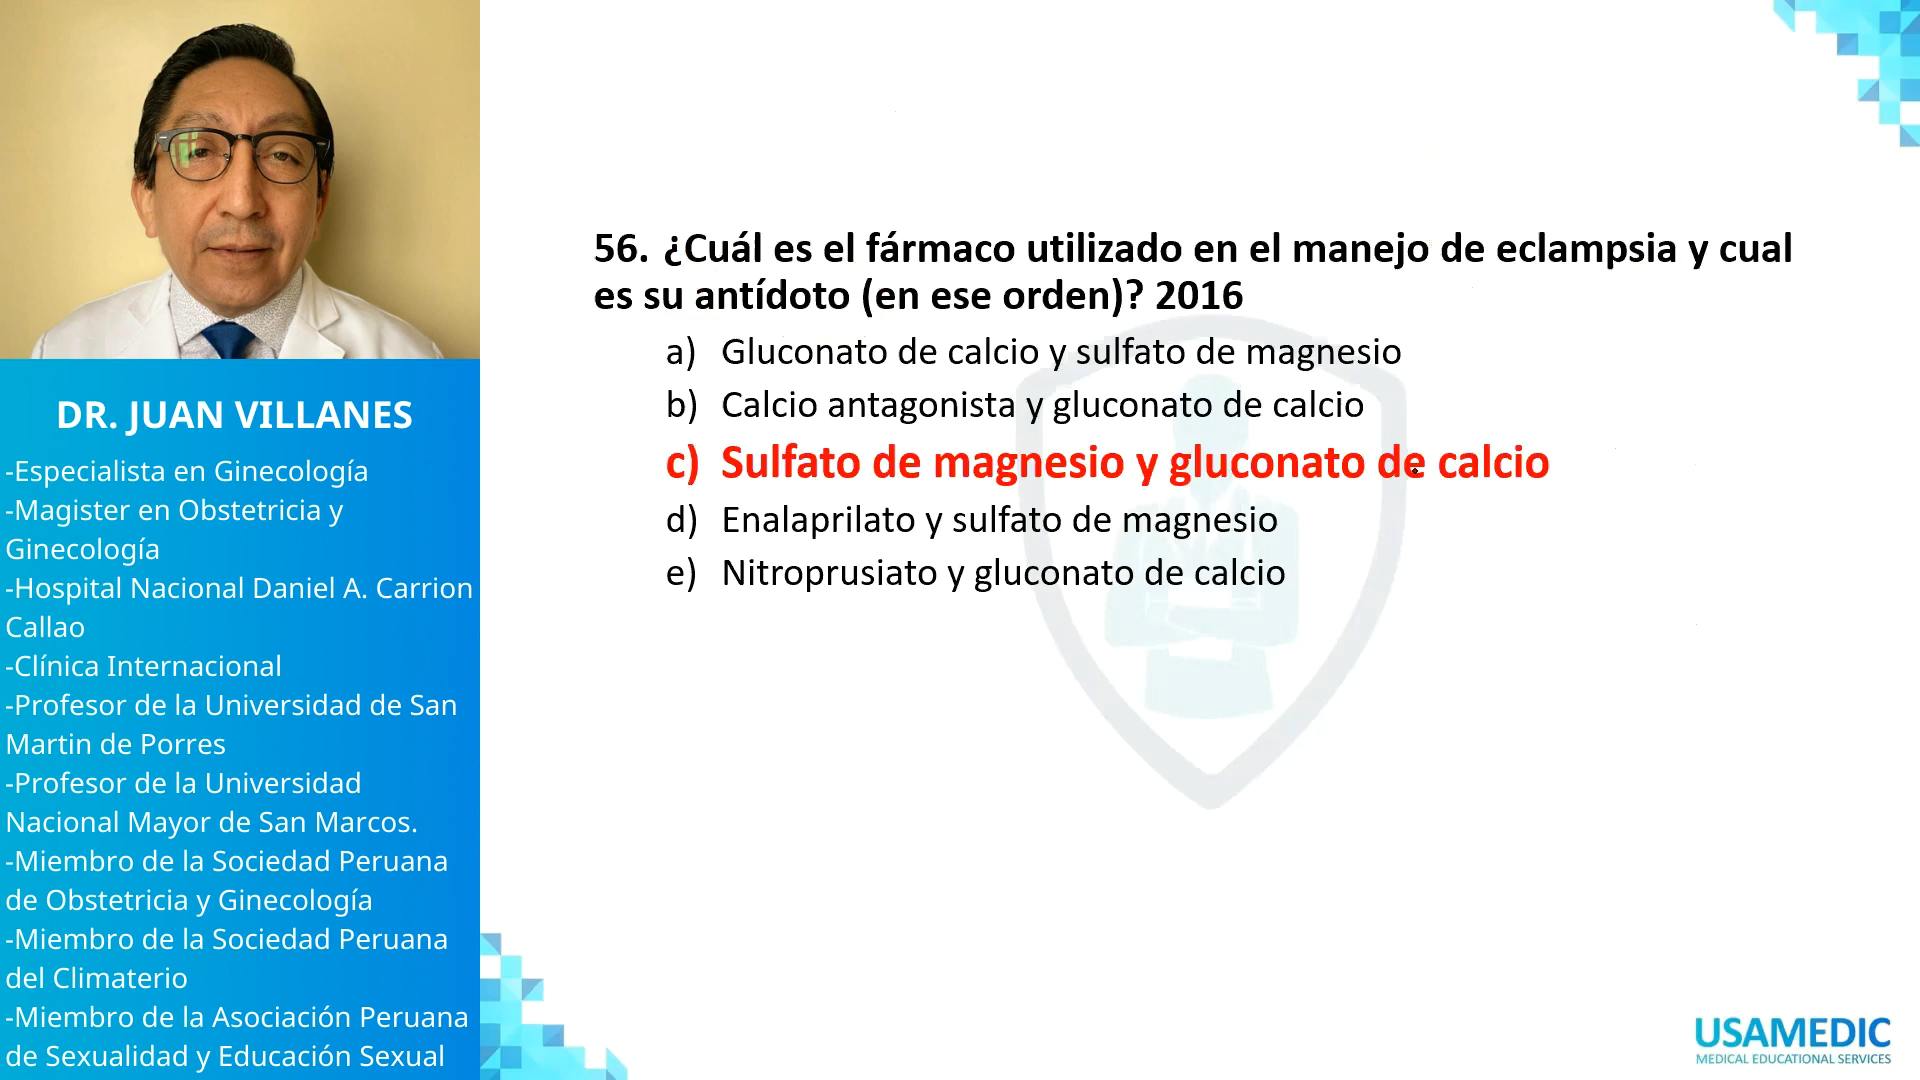 DR. JUAN VILLANES
-Especialista en Ginecología
-Magister en Obstetricia y
Ginecología
-Hospital Nacional Daniel A. Carrion
Callao
-Clínica Internacional
-Profesor de la Universidad de San
Martin de Porres
-Profesor de la Universidad
Nacional Mayor de San Marcos.
-Miembro de la Sociedad Peruana
de Obstetricia y Ginecología
-Miembro de la Sociedad Peruana
del Climaterio
-Miembro de la Asociación Peruana
de Sexualidad y Educación Sexual
56. ¿Cuál es el fármaco utilizado en el manejo de eclampsia y cual
es su antídoto (en ese orden)? 2016
a) Gluconato de calcio y sulfato de magnesio
b) Calcio antagonista y gluconato de calcio
c) Sulfato de magnesio y gluconato de calcio
d) Enalaprilato y sulfato de magnesio
e) Nitroprusiato y gluconato de calcio
USAMEDIC
MEDICAL EDUCATIONAL SERVICES